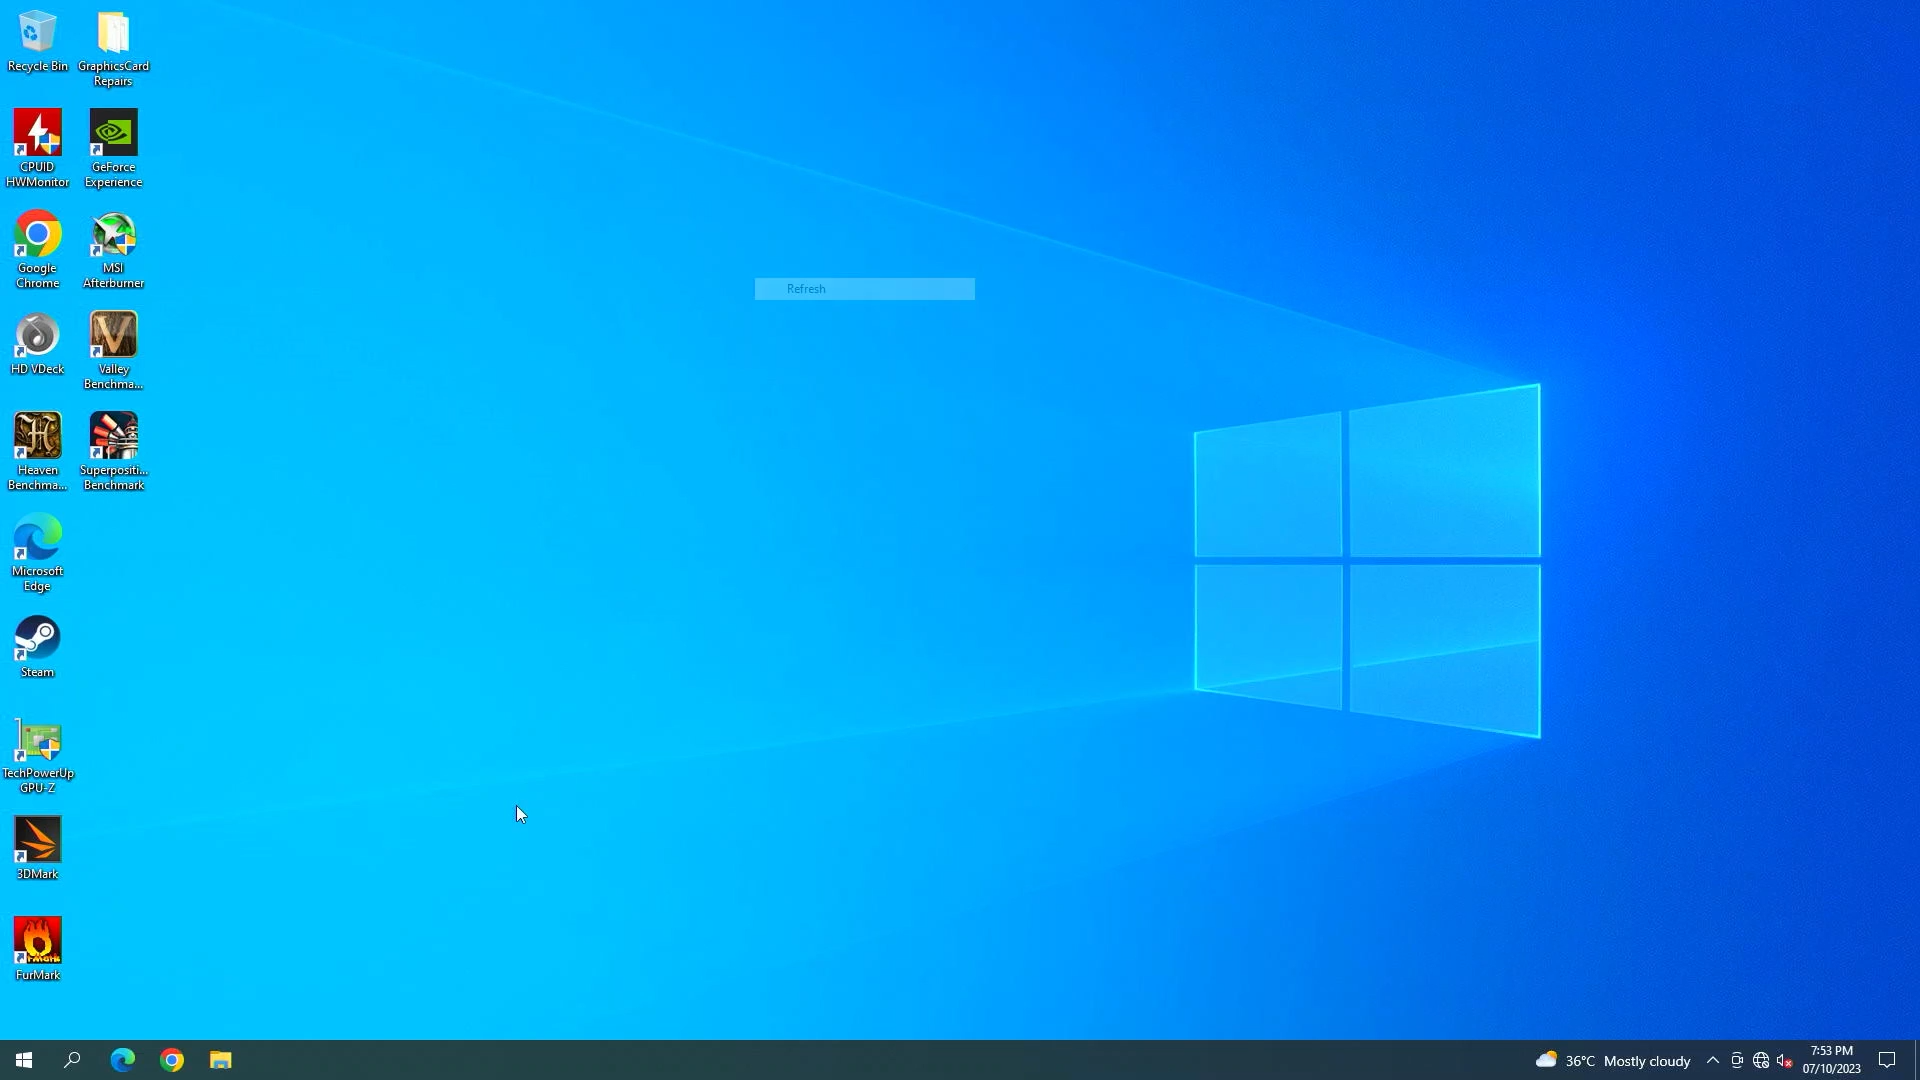 Recycle Bin
GraphicsCard
Repairs
CPUID
HWMonitor
GeForce
Experience
Google
Chrome
MSI
Afterburner
HD VDeck
Valley
Benchma...
Heaven
Benchma...
Superpositi...
Benchmark
Microsoft
Edge
Steam
TechPowerUp
GPU-Z
3DMark
FurMark
Refresh
36°C Mostly cloudy
7:53 PM
07/10/2023